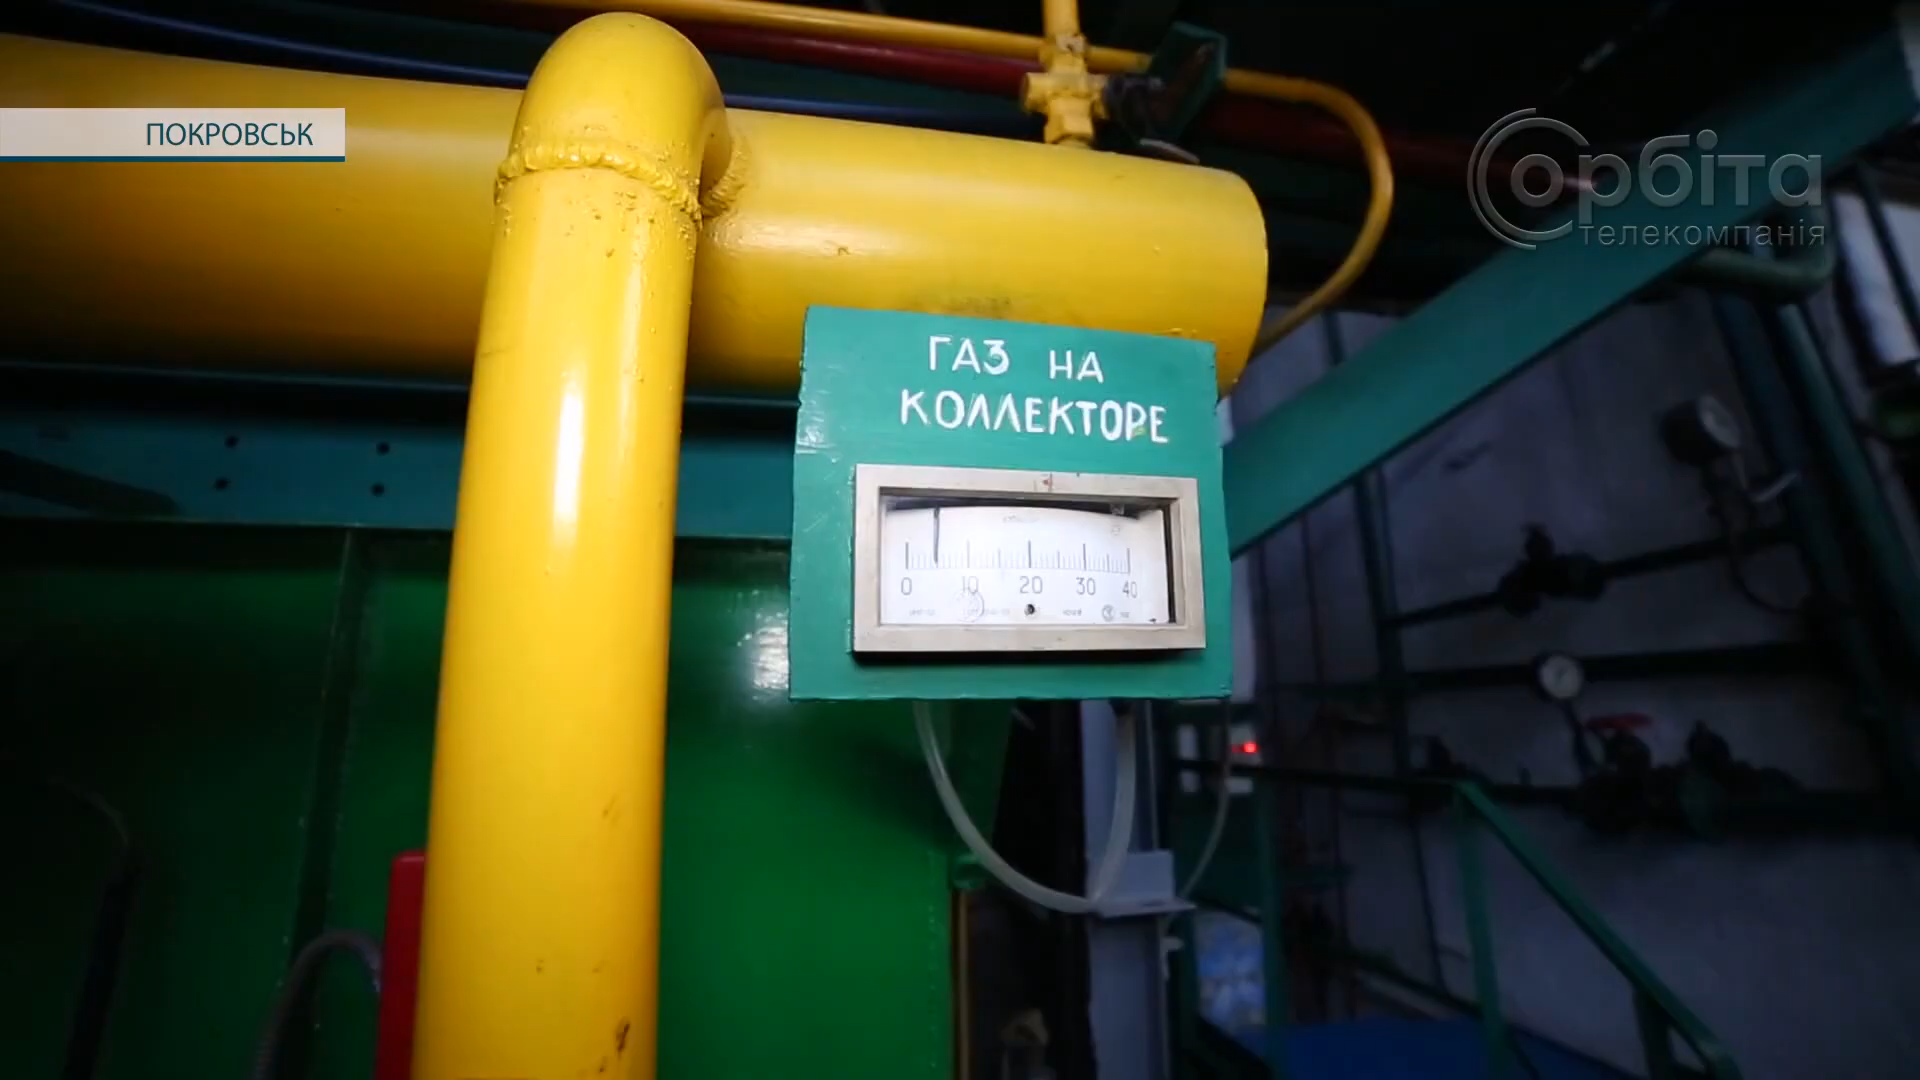 ПОКРОВСЬК
орбіта
телекомпанія
ГАЗ НА
КОЛЛЕКТОРЕ
0 10 20 30 40